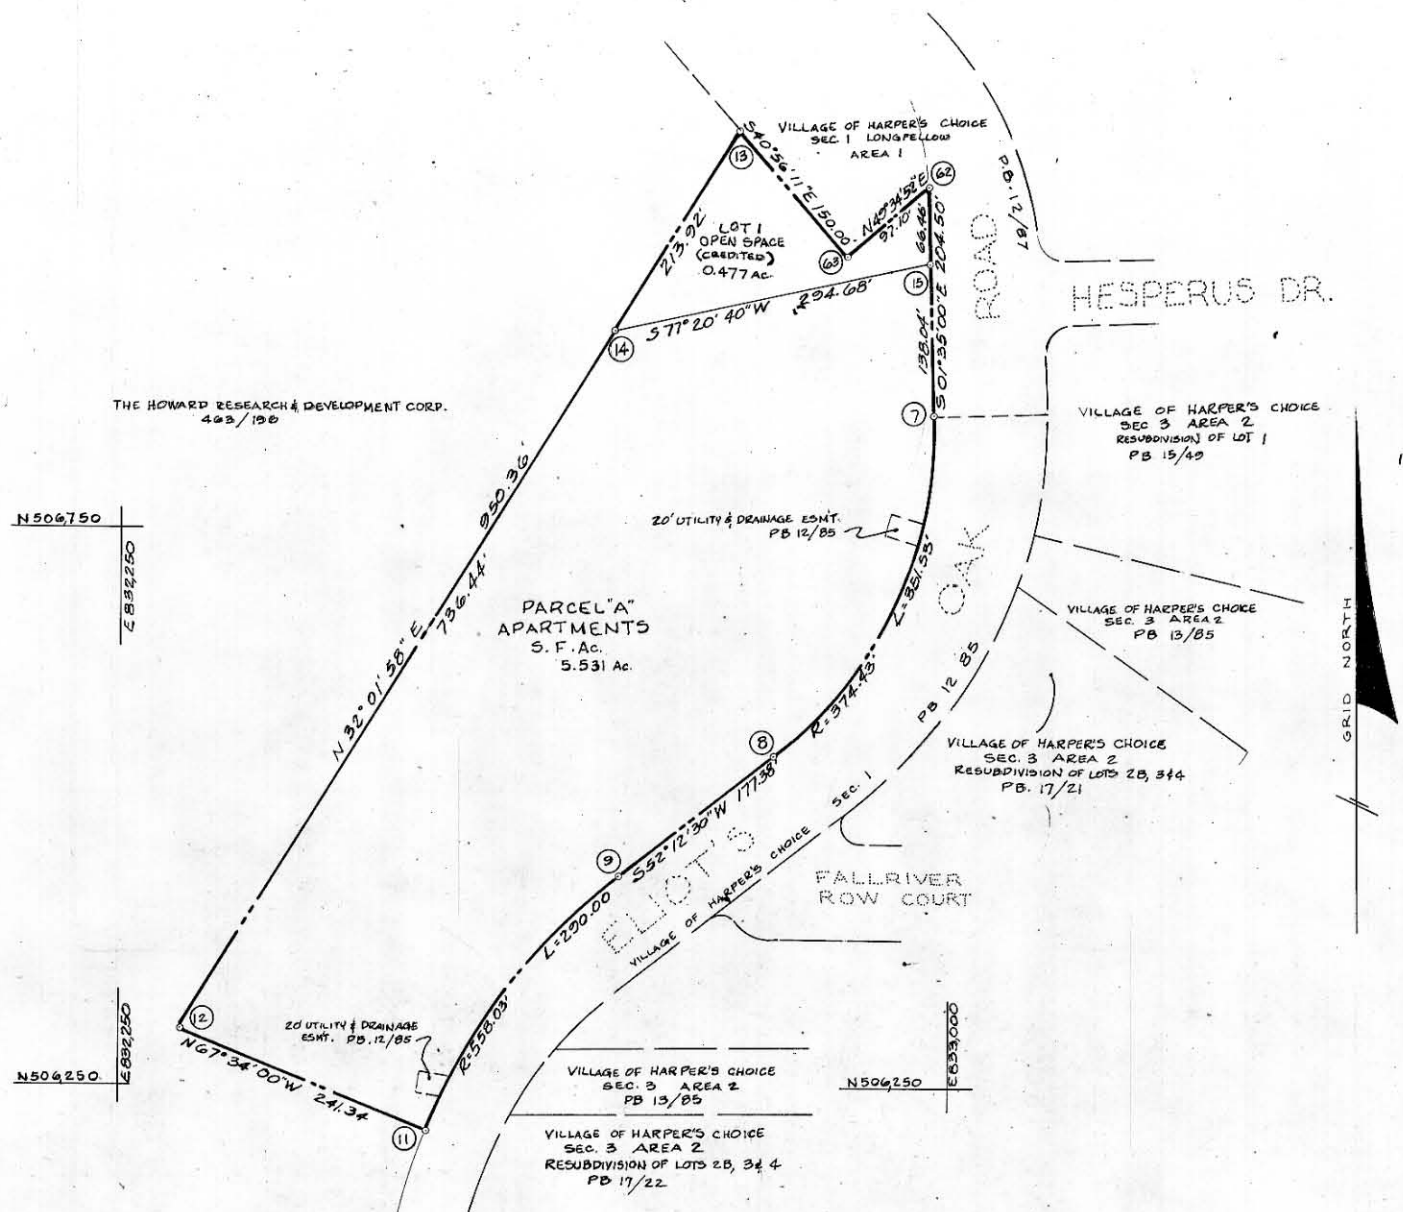 VILLAGE OF HARPER'S CHOICE
SEC. 1 LONGFELLOW
AREA 1
13
62
S40°56'11"E 150.00
N49°34'52"E
97.10'
63
66.46'
S 01°35'00"E 204.50'
P.B. 12/87
213.92'
LOT 1
OPEN SPACE
(CREDITED)
0.477 AC.
ROAD
HESPERUS DR.
15
S 77° 20' 40" W 294.68'
14
138.04'
7
THE HOWARD RESEARCH & DEVELOPMENT CORP.
463/198
VILLAGE OF HARPER'S CHOICE
SEC 3 AREA 2
RESUBDIVISION OF LOT 1
PB 15/49
950.36'
N506,750
E 832,250
20' UTILITY & DRAINAGE ESMT.
PB 12/85
L=351.53'
OAK
736.44'
N 32° 01' 58" E
PARCEL "A"
APARTMENTS
S. F. Ac.
5.531 Ac.
VILLAGE OF HARPER'S CHOICE
SEC. 3 AREA 2
PB 13/85
GRID NORTH
R=374.43'
PB 12 85
8
VILLAGE OF HARPER'S CHOICE
SEC. 3 AREA 2
RESUBDIVISION OF LOTS 2B, 3&4
PB. 17/21
S52°12'30"W 177.38'
9
ELIOT'S
VILLAGE OF HARPER'S CHOICE SEC. 1
FALLRIVER
ROW COURT
L=290.00
R=558.03'
12
20' UTILITY & DRAINAGE
ESMT. PB. 12/85
N67°34'00"W 241.34
N506,250
E832,250
11
N506,250
E833,000
VILLAGE OF HARPER'S CHOICE
SEC. 3 AREA 2
PB 13/85
VILLAGE OF HARPER'S CHOICE
SEC. 3 AREA 2
RESUBDIVISION OF LOTS 2B, 3& 4
PB 17/22